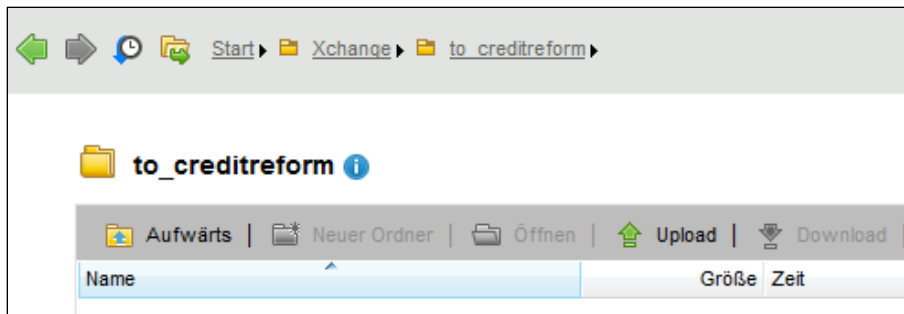 Start Xchange to_creditreform
to_creditreform
Aufwärts | Neuer Ordner | Öffnen | Upload | Download
Name Größe Zeit